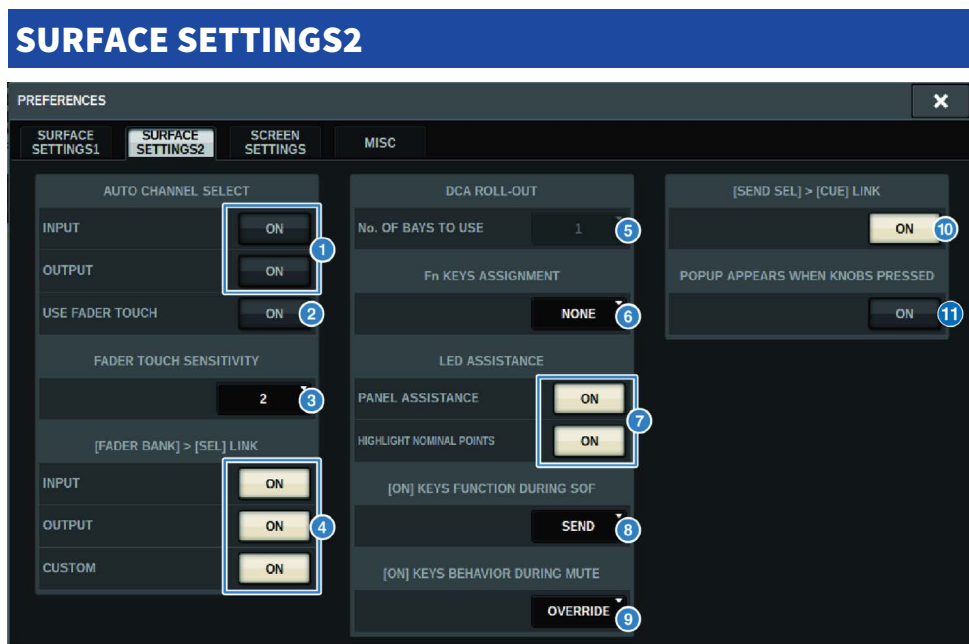 SURFACE SETTINGS2
PREFERENCES
SURFACE
SETTINGS1
SURFACE
SETTINGS2
SCREEN
SETTINGS
MISC
AUTO CHANNEL SELECT
INPUT ON
1
OUTPUT ON
USE FADER TOUCH ON 2
FADER TOUCH SENSITIVITY
2 3
[FADER BANK] > [SEL] LINK
INPUT ON
OUTPUT ON 4
CUSTOM ON
DCA ROLL-OUT
No. OF BAYS TO USE 1 5
Fn KEYS ASSIGNMENT
NONE 6
LED ASSISTANCE
PANEL ASSISTANCE ON
7
HIGHLIGHT NOMINAL POINTS ON
[ON] KEYS FUNCTION DURING SOF
SEND 8
[ON] KEYS BEHAVIOR DURING MUTE
OVERRIDE 9
[SEND SEL] > [CUE] LINK
ON 10
POPUP APPEARS WHEN KNOBS PRESSED
ON 11